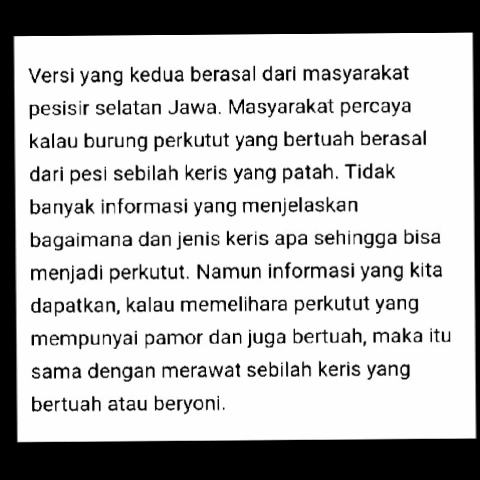 Versi yang kedua berasal dari masyarakat
pesisir selatan Jawa. Masyarakat percaya
kalau burung perkutut yang bertuah berasal
dari pesi sebilah keris yang patah. Tidak
banyak informasi yang menjelaskan
bagaimana dan jenis keris apa sehingga bisa
menjadi perkutut. Namun informasi yang kita
dapatkan, kalau memelihara perkutut yang
mempunyai pamor dan juga bertuah, maka itu
sama dengan merawat sebilah keris yang
bertuah atau beryoni.